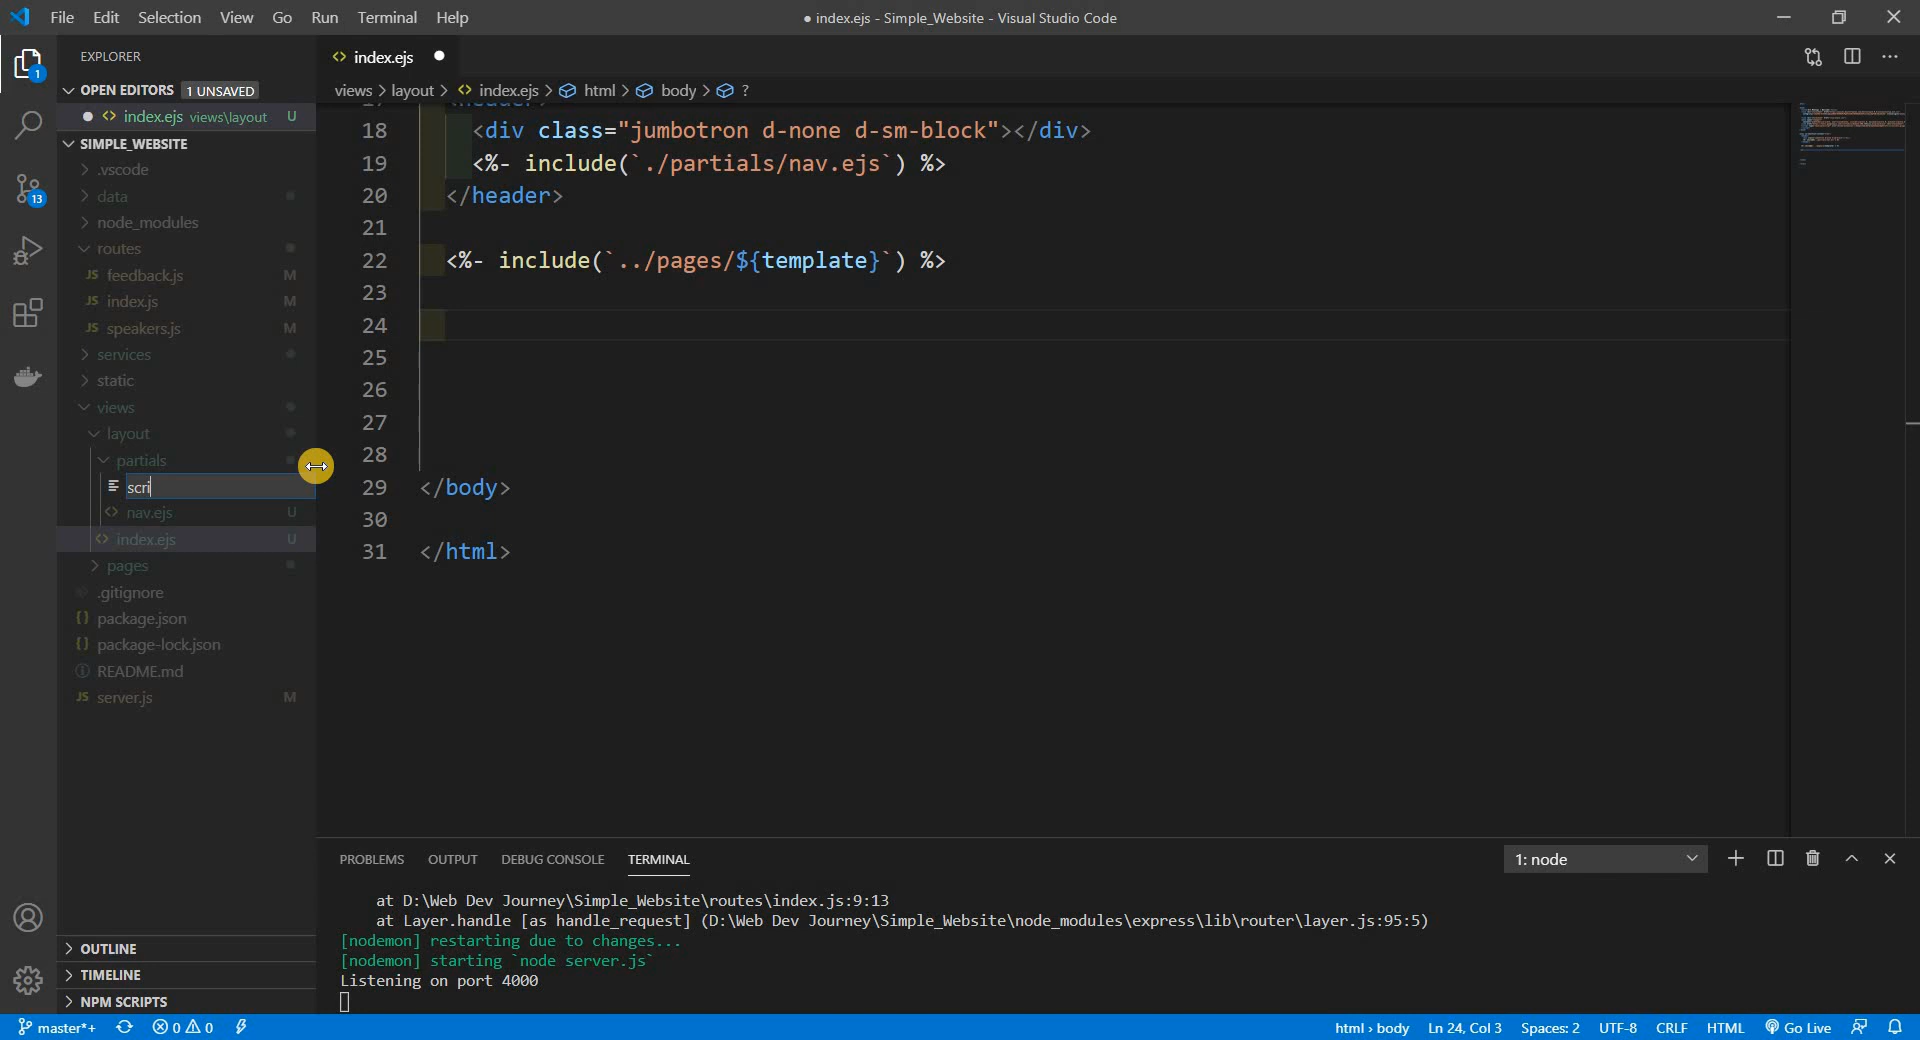 File Edit Selection View Go Run Terminal Help
● index.ejs - Simple_Website - Visual Studio Code
EXPLORER
OPEN EDITORS 1 UNSAVED
index.ejs views\layout U
SIMPLE_WEBSITE
.vscode
data
node_modules
routes
JS feedback.js M
JS index.js M
JS speakers.js M
services
static
views
layout
partials
scri
nav.ejs U
index.ejs U
pages
.gitignore
package.json
package-lock.json
README.md
JS server.js M
OUTLINE
TIMELINE
NPM SCRIPTS
1
13
index.ejs ●
views > layout > index.ejs > html > body > ?
17 <header>
18 <div class="jumbotron d-none d-sm-block"></div>
19 <%- include(`./partials/nav.ejs`) %>
20 </header>
21
22 <%- include(`../pages/${template}`) %>
23
24
25
26
27
28
29 </body>
30
31 </html>
PROBLEMS OUTPUT DEBUG CONSOLE TERMINAL
1: node
at D:\Web Dev Journey\Simple_Website\routes\index.js:9:13
at Layer.handle [as handle_request] (D:\Web Dev Journey\Simple_Website\node_modules\express\lib\router\layer.js:95:5)
[nodemon] restarting due to changes...
[nodemon] starting `node server.js`
Listening on port 4000
master*+ 0 0
html › body Ln 24, Col 3 Spaces: 2 UTF-8 CRLF HTML Go Live